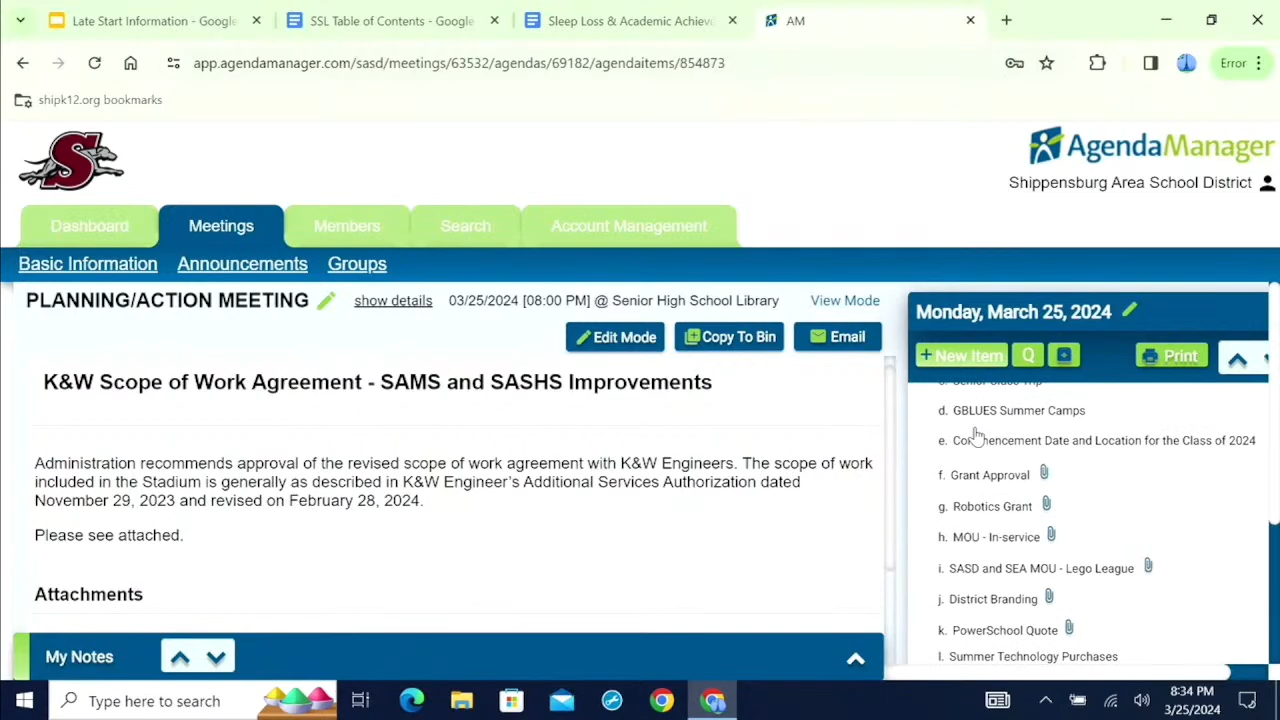 Late Start Information - Google
SSL Table of Contents - Google
Sleep Loss & Academic Achieve
AM
app.agendamanager.com/sasd/meetings/63532/agendas/69182/agendaitems/854873
Error
shipk12.org bookmarks
S
AgendaManager
Shippensburg Area School District
Dashboard
Meetings
Members
Search
Account Management
Basic Information
Announcements
Groups
PLANNING/ACTION MEETING
show details
03/25/2024 [08:00 PM] @ Senior High School Library
View Mode
Edit Mode
Copy To Bin
Email
K&W Scope of Work Agreement - SAMS and SASHS Improvements
Administration recommends approval of the revised scope of work agreement with K&W Engineers. The scope of work
included in the Stadium is generally as described in K&W Engineer's Additional Services Authorization dated
November 29, 2023 and revised on February 28, 2024.
Please see attached.
Attachments
My Notes
Monday, March 25, 2024
+ New Item
Q
Print
c. Senior Class Trip
d. GBLUES Summer Camps
e. Commencement Date and Location for the Class of 2024
f. Grant Approval
g. Robotics Grant
h. MOU - In-service
i. SASD and SEA MOU - Lego League
j. District Branding
k. PowerSchool Quote
l. Summer Technology Purchases
Type here to search
8:34 PM
3/25/2024